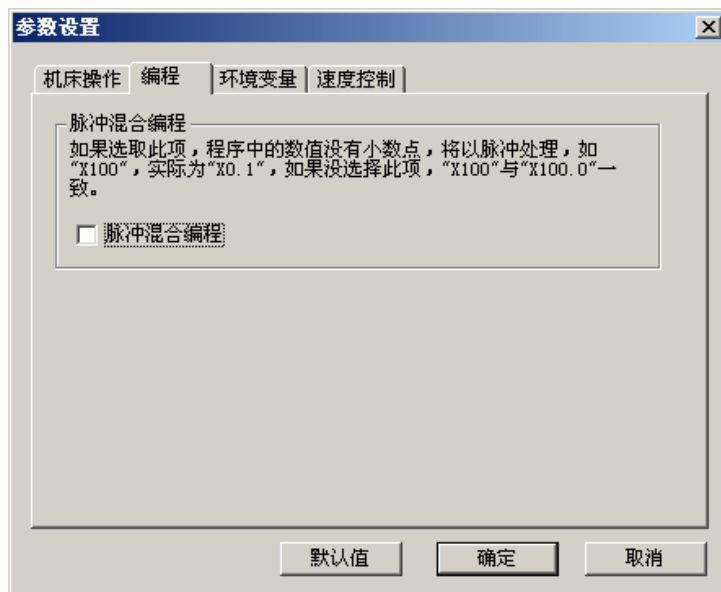 参数设置
机床操作 编程 环境变量 速度控制
脉冲混合编程
如果选取此项，程序中的数值没有小数点，将以脉冲处理，如
"X100"，实际为"X0.1"，如果没选择此项，"X100"与"X100.0"一
致。
脉冲混合编程
默认值 确定 取消